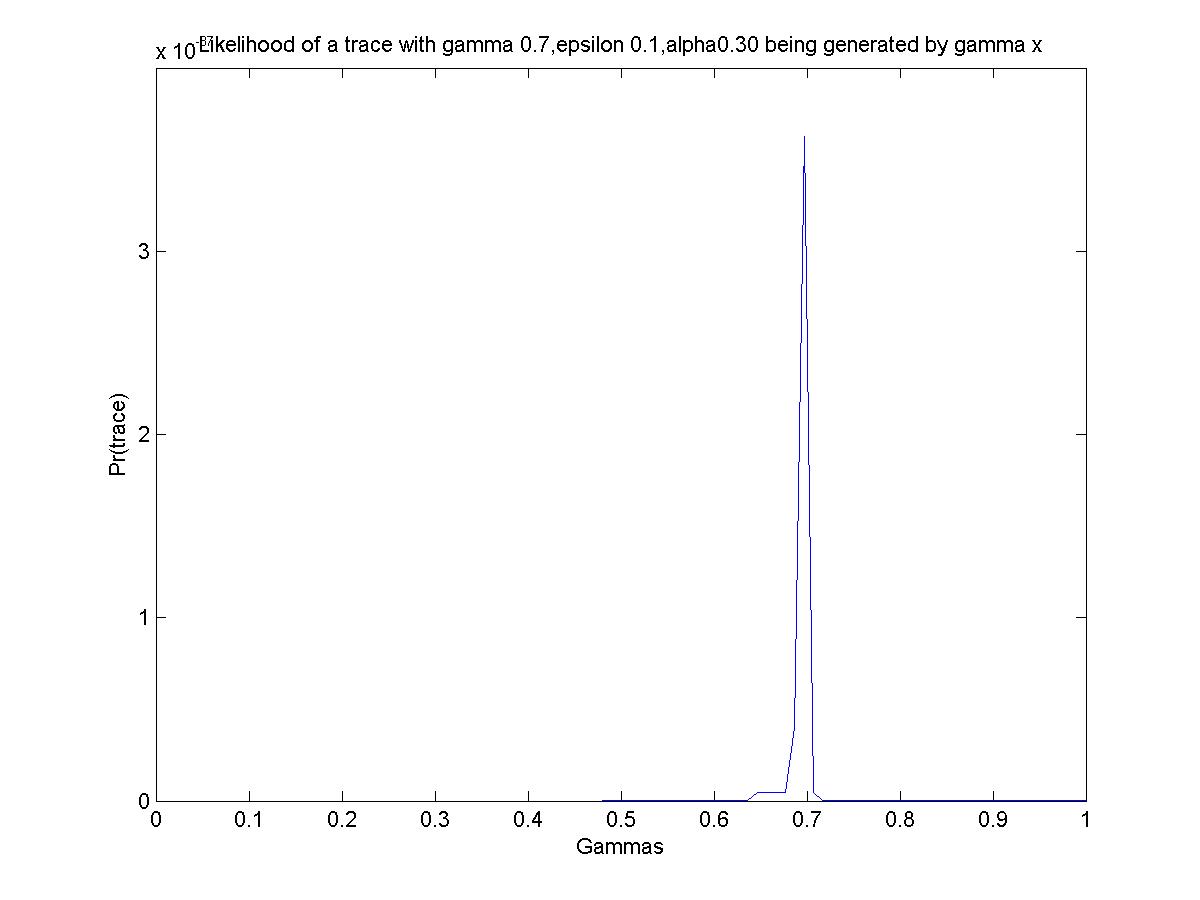 x 10
Likelihood of a trace with gamma 0.7,epsilon 0.1,alpha0.30 being generated by gamma x
3
2
1
0
Pr(trace)
0 0.1 0.2 0.3 0.4 0.5 0.6 0.7 0.8 0.9 1
Gammas